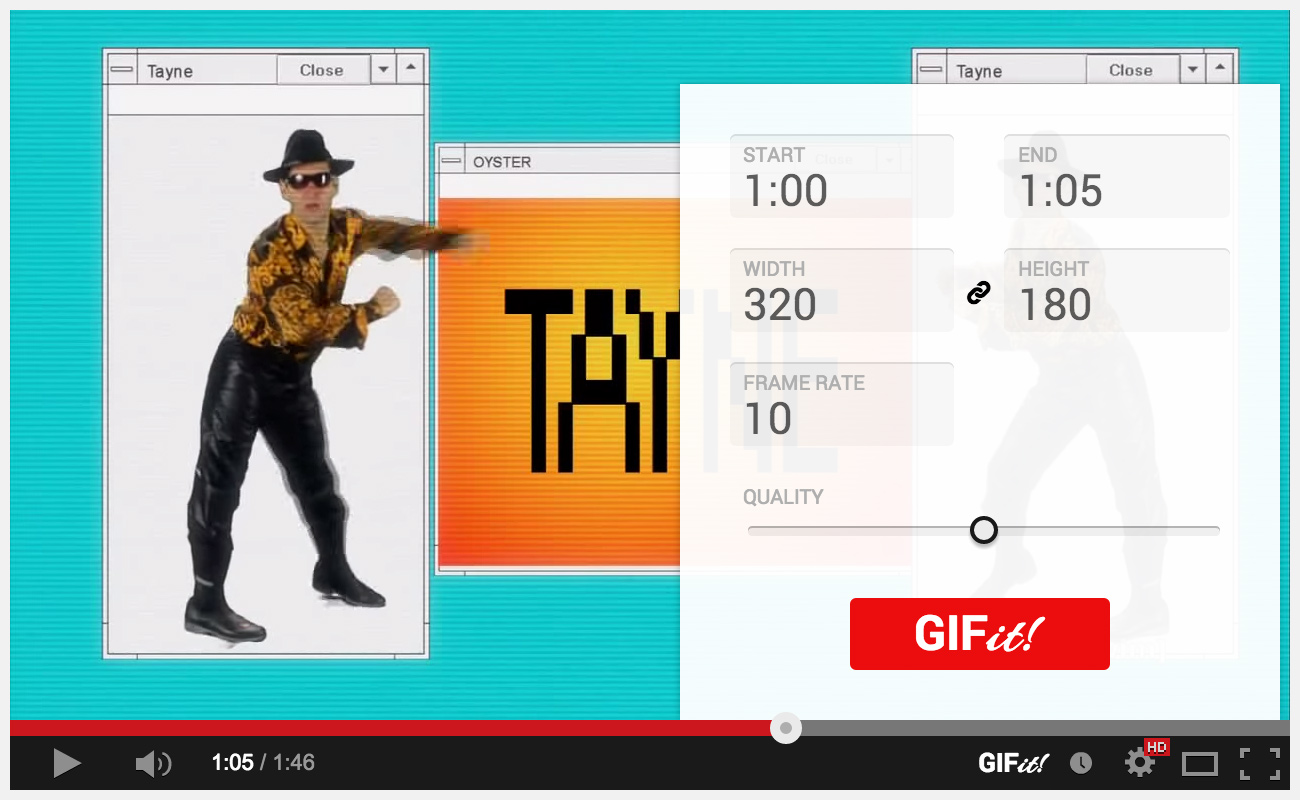 Tayne Close
Tayne Close
OYSTER
Close
TAYNE
START
1:00
END
1:05
WIDTH
320
HEIGHT
180
FRAME RATE
10
QUALITY
GIFit!
1:05 / 1:46
GIFit!
HD